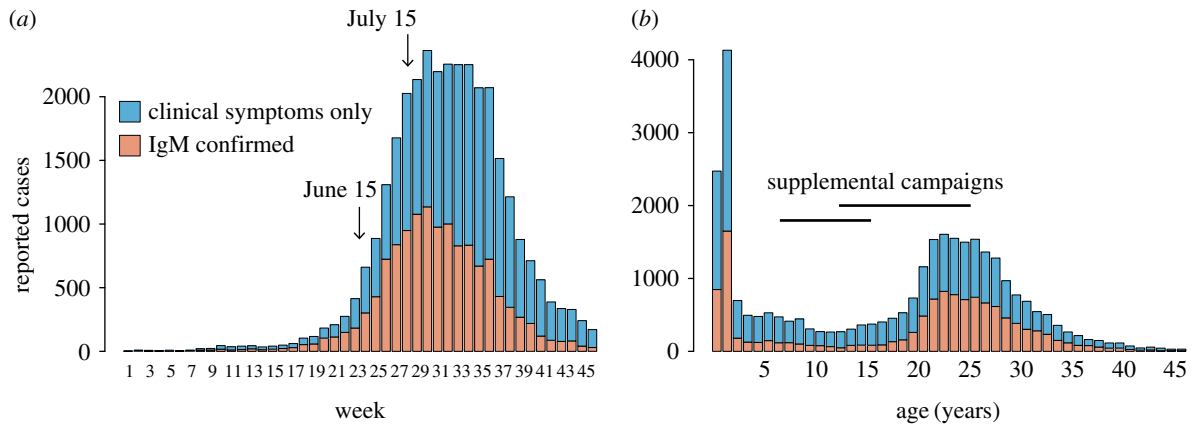 (a)
July 15
2000
clinical symptoms only
IgM confirmed
1500
June 15
1000
500
0
reported cases
1 3 5 7 9 11 13 15 17 19 21 23 25 27 29 31 33 35 37 39 41 43 45
week
(b)
4000
3000
supplemental campaigns
2000
1000
0
5 10 15 20 25 30 35 40 45
age (years)